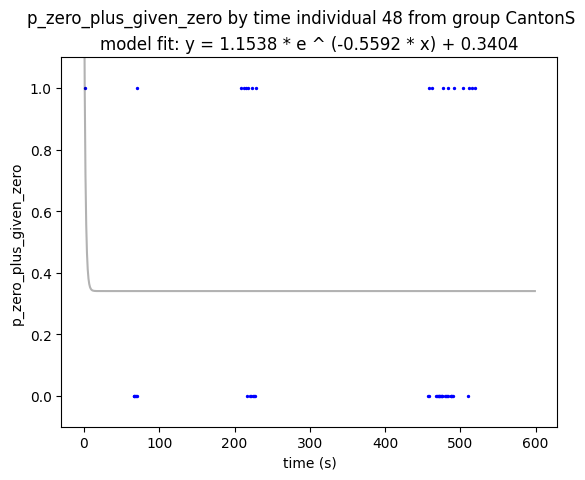 p_zero_plus_given_zero by time individual 48 from group CantonS
model fit: y = 1.1538 * e ^ (-0.5592 * x) + 0.3404
1.0
0.8
0.6
0.4
0.2
0.0
p_zero_plus_given_zero
0 100 200 300 400 500 600
time (s)